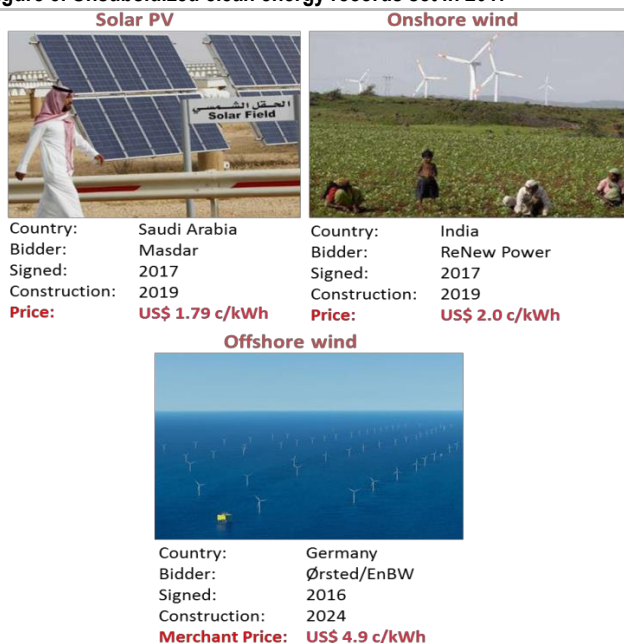 Solar PV
Onshore wind
الحقل الشمسي
Solar Field
Country: Saudi Arabia
Bidder: Masdar
Signed: 2017
Construction: 2019
Price: US$ 1.79 c/kWh
Country: India
Bidder: ReNew Power
Signed: 2017
Construction: 2019
Price: US$ 2.0 c/kWh
Offshore wind
Country: Germany
Bidder: Ørsted/EnBW
Signed: 2016
Construction: 2024
Merchant Price: US$ 4.9 c/kWh